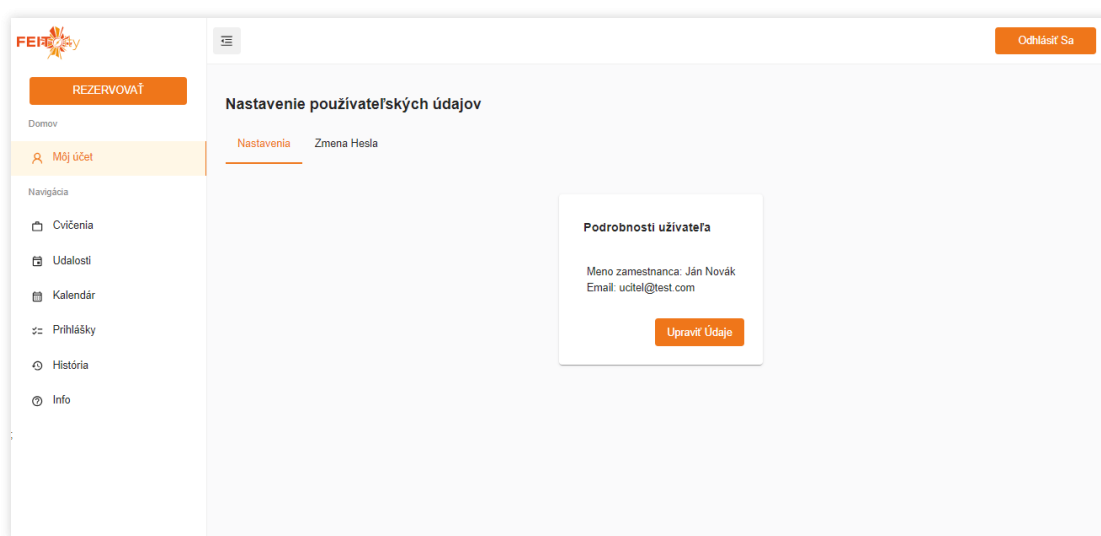 Odhlásiť Sa
REZERVOVAŤ
Domov
Môj účet
Navigácia
Cvičenia
Udalosti
Kalendár
Prihlášky
História
Info
Nastavenie používateľských údajov
Nastavenia
Zmena Hesla
Podrobnosti užívateľa
Meno zamestnanca: Ján Novák
Email: ucitel@test.com
Upraviť Údaje